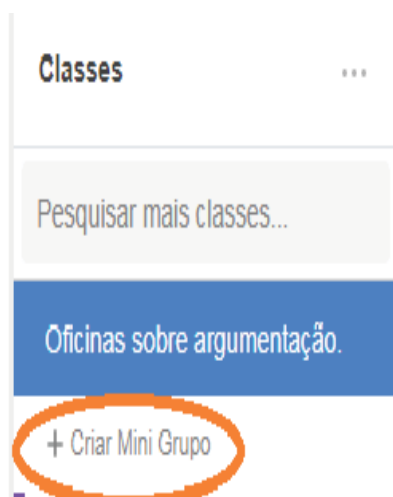 Classes ...
Pesquisar mais classes...
Oficinas sobre argumentação.
+ Criar Mini Grupo